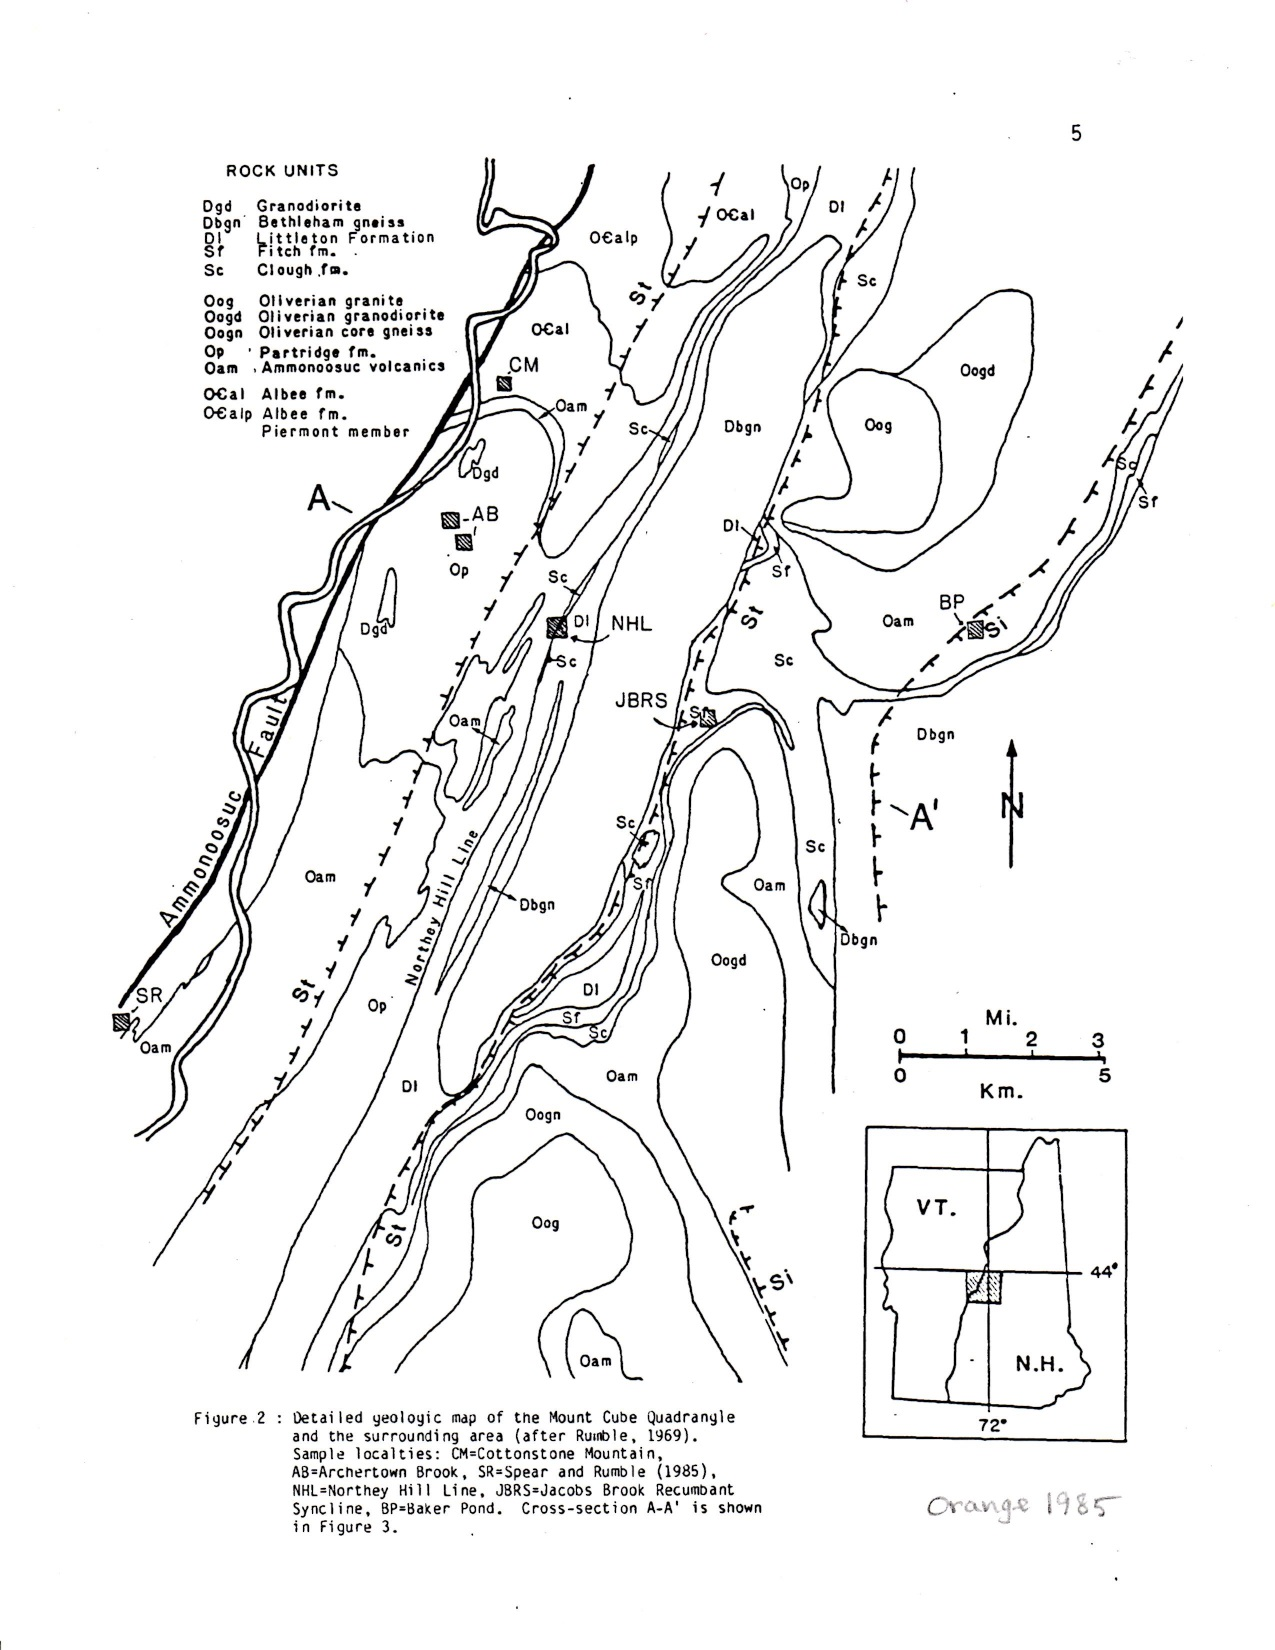 5
ROCK UNITS
Dgd Granodiorite
Dbgn Bethleham gneiss
Dl Littleton Formation
Sf Fitch fm.
Sc Clough fm.
Oog Oliverian granite
Oogd Oliverian granodiorite
Oogn Oliverian core gneiss
Op Partridge fm.
Oam Ammonoosuc volcanics
O€al Albee fm.
O€alp Albee fm.
Piermont member
Op
Dl
O€al
O€alp
St
Sc
O€al
CM
Oam
Sc
Dbgn
Oog
Oogd
Sc
Sf
A
Dgd
AB
Op
Dl
Sf
Sc
Dgd
Dl
NHL
Sc
St
Sc
Oam
BP
Si
JBRS
Sf
Oam
Dbgn
Fault
Ammonoosuc
A'
N
Sc
Sc
Oam
Northey Hill Line
Sf
Oam
Dbgn
Dbgn
Oogd
St
SR
Op
Dl
Sf
Sc
Oam
Mi.
0 1 2 3
0 5
Km.
Dl
Oam
Oogn
St
Oog
Si
Oam
VT.
44°
N.H.
72°
Figure 2 : Detailed geologic map of the Mount Cube Quadrangle
and the surrounding area (after Rumble, 1969).
Sample localties: CM=Cottonstone Mountain,
AB=Archertown Brook, SR=Spear and Rumble (1985),
NHL=Northey Hill Line, JBRS=Jacobs Brook Recumbant
Syncline, BP=Baker Pond. Cross-section A-A' is shown
in Figure 3.
Orange 1985